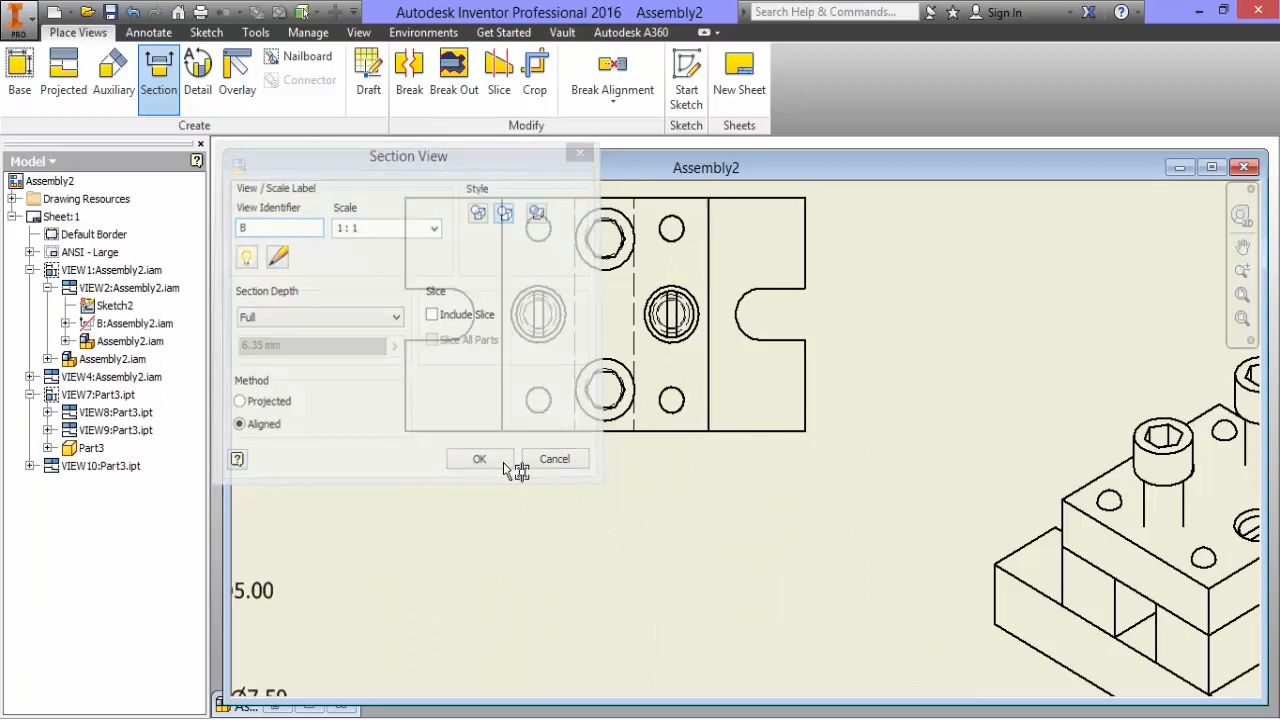 PRO
Autodesk Inventor Professional 2016   Assembly2
Search Help & Commands...
Sign In
Place Views
Annotate
Sketch
Tools
Manage
View
Environments
Get Started
Vault
Autodesk A360
Base
Projected
Auxiliary
Section
Detail
Overlay
Nailboard
Connector
Draft
Break
Break Out
Slice
Crop
Break Alignment
Start
Sketch
New Sheet
Create
Modify
Sketch
Sheets
Model
Assembly2
Drawing Resources
Sheet: 1
Default Border
ANSI - Large
VIEW1:Assembly2.iam
VIEW2:Assembly2.iam
Sketch2
B:Assembly2.iam
Assembly2.iam
Assembly2.iam
VIEW4:Assembly2.iam
VIEW7:Part3.ipt
VIEW8:Part3.ipt
VIEW9:Part3.ipt
Part3
VIEW10:Part3.ipt
Assembly2
Section View
View / Scale Label
View Identifier
Scale
B
1 : 1
Style
Section Depth
Full
6.35 mm
Slice
Include Slice
Slice All Parts
Method
Projected
Aligned
OK
Cancel
5.00
Ø7.50
As...